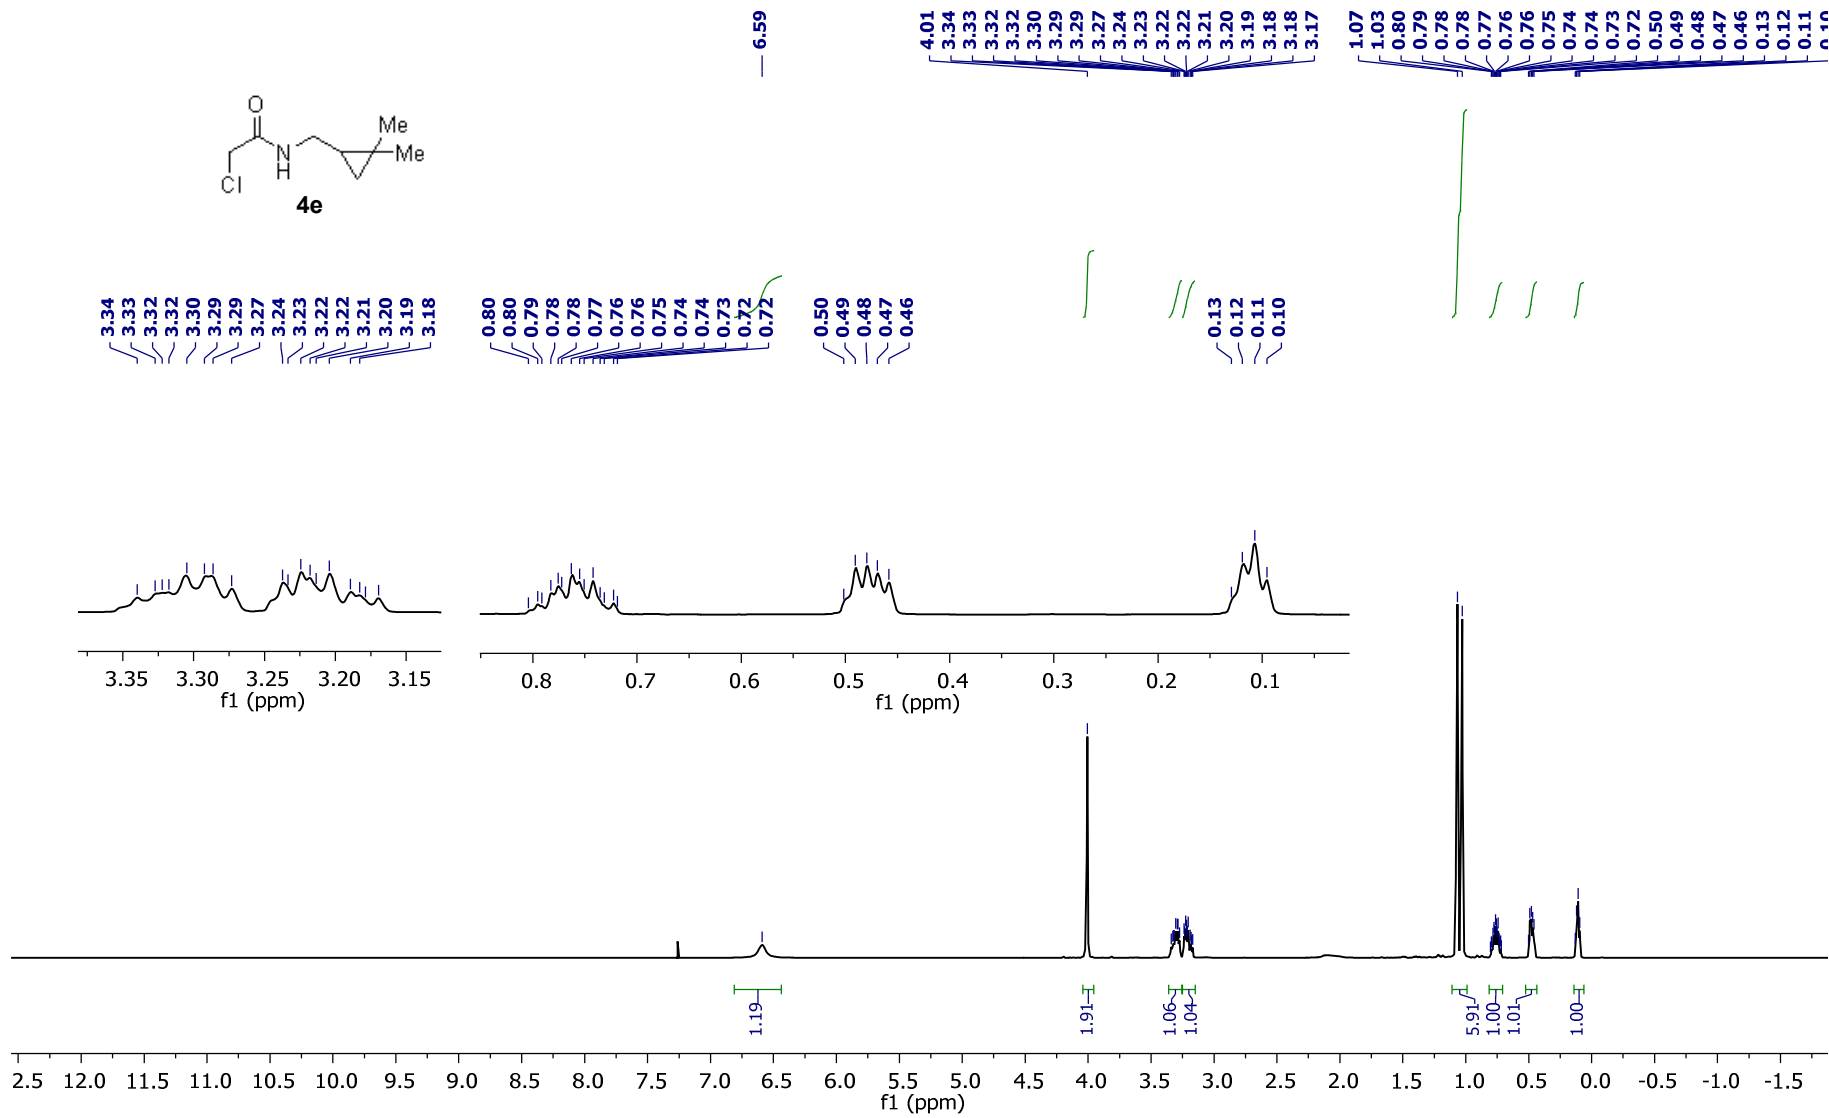 6.59
4.01 3.34 3.33 3.32 3.32 3.30 3.29 3.29 3.27 3.24 3.23 3.22 3.22 3.21 3.20 3.19 3.18 3.18 3.17
1.07 1.03 0.80 0.79 0.78 0.78 0.77 0.76 0.76 0.75 0.74 0.74 0.73 0.72 0.50 0.49 0.48 0.47 0.46 0.13 0.12 0.11 0.10
O
Me
N
H
Me
Cl
4e
3.34 3.33 3.32 3.32 3.30 3.29 3.29 3.27 3.24 3.23 3.22 3.22 3.21 3.20 3.19 3.18
0.80 0.80 0.79 0.78 0.78 0.77 0.76 0.76 0.75 0.74 0.74 0.73 0.72 0.72
0.50 0.49 0.48 0.47 0.46
0.13 0.12 0.11 0.10
3.35 3.30 3.25 3.20 3.15
f1 (ppm)
0.8 0.7 0.6 0.5 0.4 0.3 0.2 0.1
f1 (ppm)
1.19 1.91 1.06 1.04 5.91 1.00 1.01 1.00
2.5 12.0 11.5 11.0 10.5 10.0 9.5 9.0 8.5 8.0 7.5 7.0 6.5 6.0 5.5 5.0 4.5 4.0 3.5 3.0 2.5 2.0 1.5 1.0 0.5 0.0 -0.5 -1.0 -1.5
f1 (ppm)